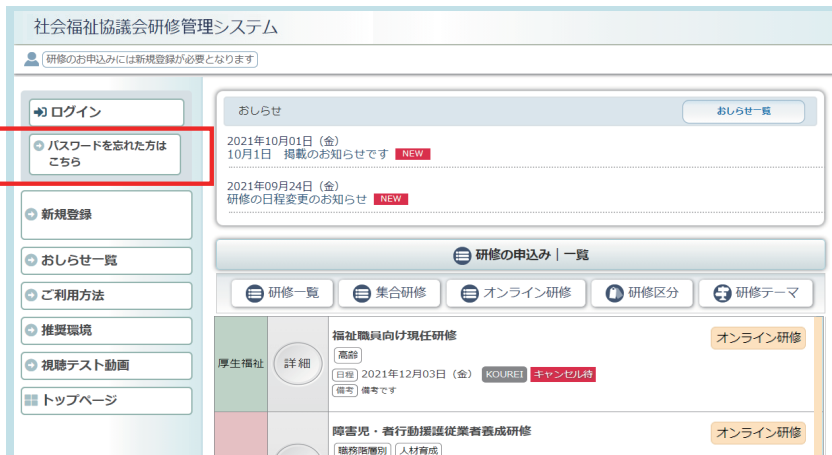 社会福祉協議会研修管理システム
研修のお申込みには新規登録が必要となります
ログイン
パスワードを忘れた方は
こちら
新規登録
おしらせ一覧
ご利用方法
推奨環境
視聴テスト動画
トップページ
おしらせ
おしらせ一覧
2021年10月01日（金）
10月1日　掲載のお知らせです NEW
2021年09月24日（金）
研修の日程変更のお知らせ NEW
研修の申込み｜一覧
研修一覧
集合研修
オンライン研修
研修区分
研修テーマ
厚生福祉
詳細
福祉職員向け現任研修
高齢
日程 2021年12月03日（金） KOUREI キャンセル待
備考 備考です
オンライン研修
障害児・者行動援護従業者養成研修
職務階層別 人材育成
オンライン研修